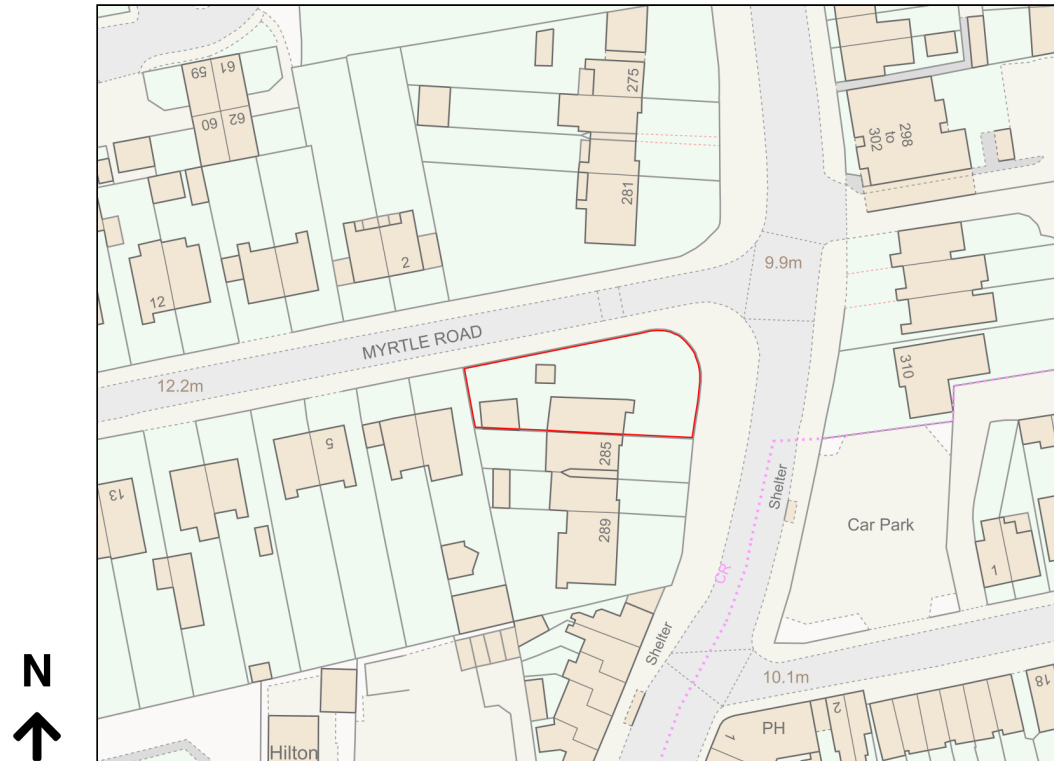 59
61
60
62
275
281
298
to
302
2
12
9.9m
MYRTLE ROAD
310
12.2m
5
285
13
289
Shelter
Car Park
CR
1
Shelter
10.1m
18
2
PH
1
Hilton
N